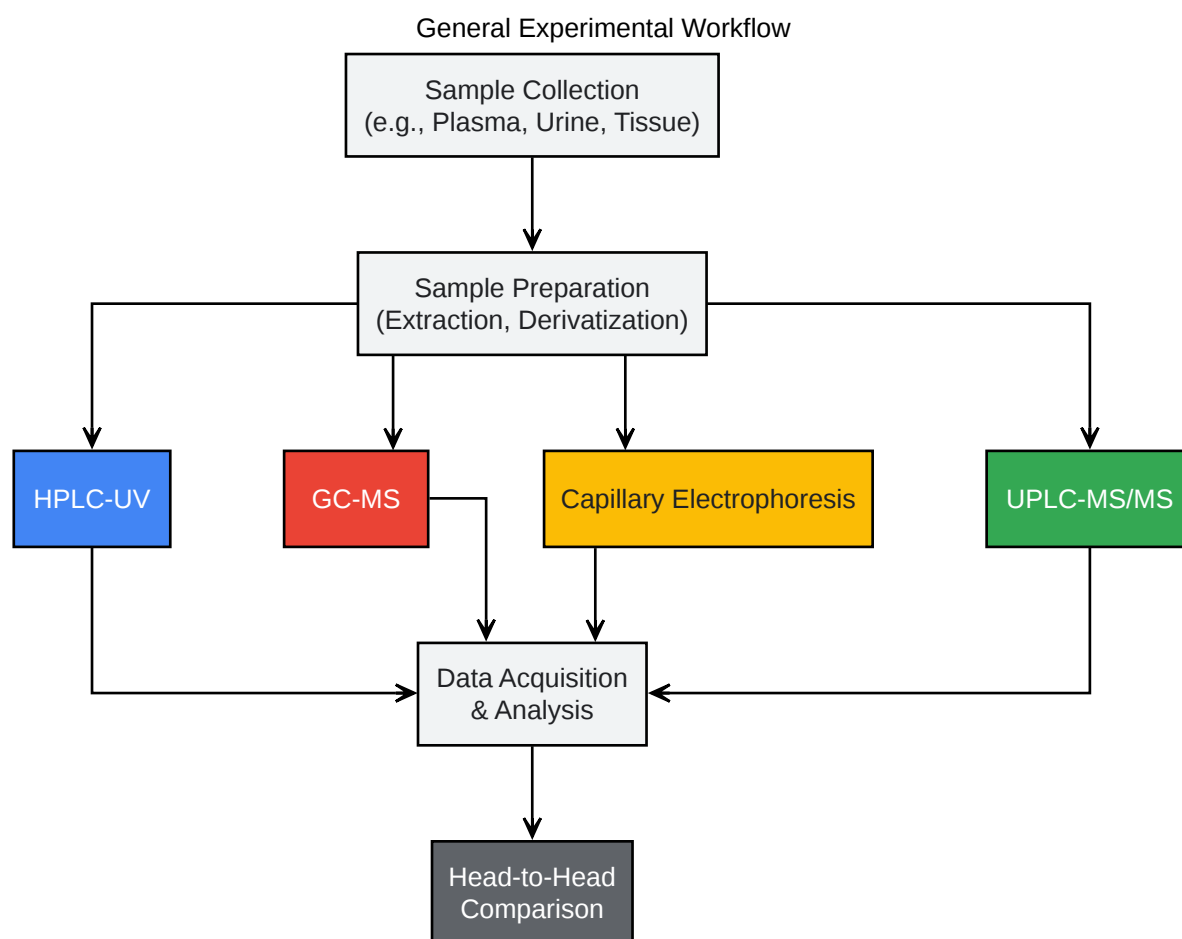 General Experimental Workflow
Sample Collection
(e.g., Plasma, Urine, Tissue)
Sample Preparation
(Extraction, Derivatization)
HPLC-UV
GC-MS
Capillary Electrophoresis
UPLC-MS/MS
Data Acquisition
& Analysis
Head-to-Head
Comparison